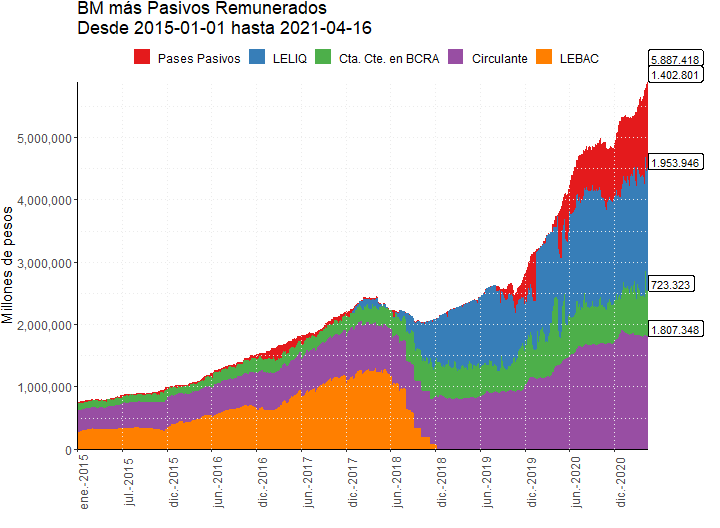 BM más Pasivos Remunerados
Desde 2015-01-01 hasta 2021-04-16
Pases Pasivos LELIQ Cta. Cte. en BCRA Circulante LEBAC
5.887.418
1.402.801
1.953.946
723.323
1.807.348
Millones de pesos
5,000,000
4,000,000
3,000,000
2,000,000
1,000,000
0
ene.-2015
jul.-2015
dic.-2015
jun.-2016
dic.-2016
jun.-2017
dic.-2017
jun.-2018
dic.-2018
jun.-2019
dic.-2019
jun.-2020
dic.-2020